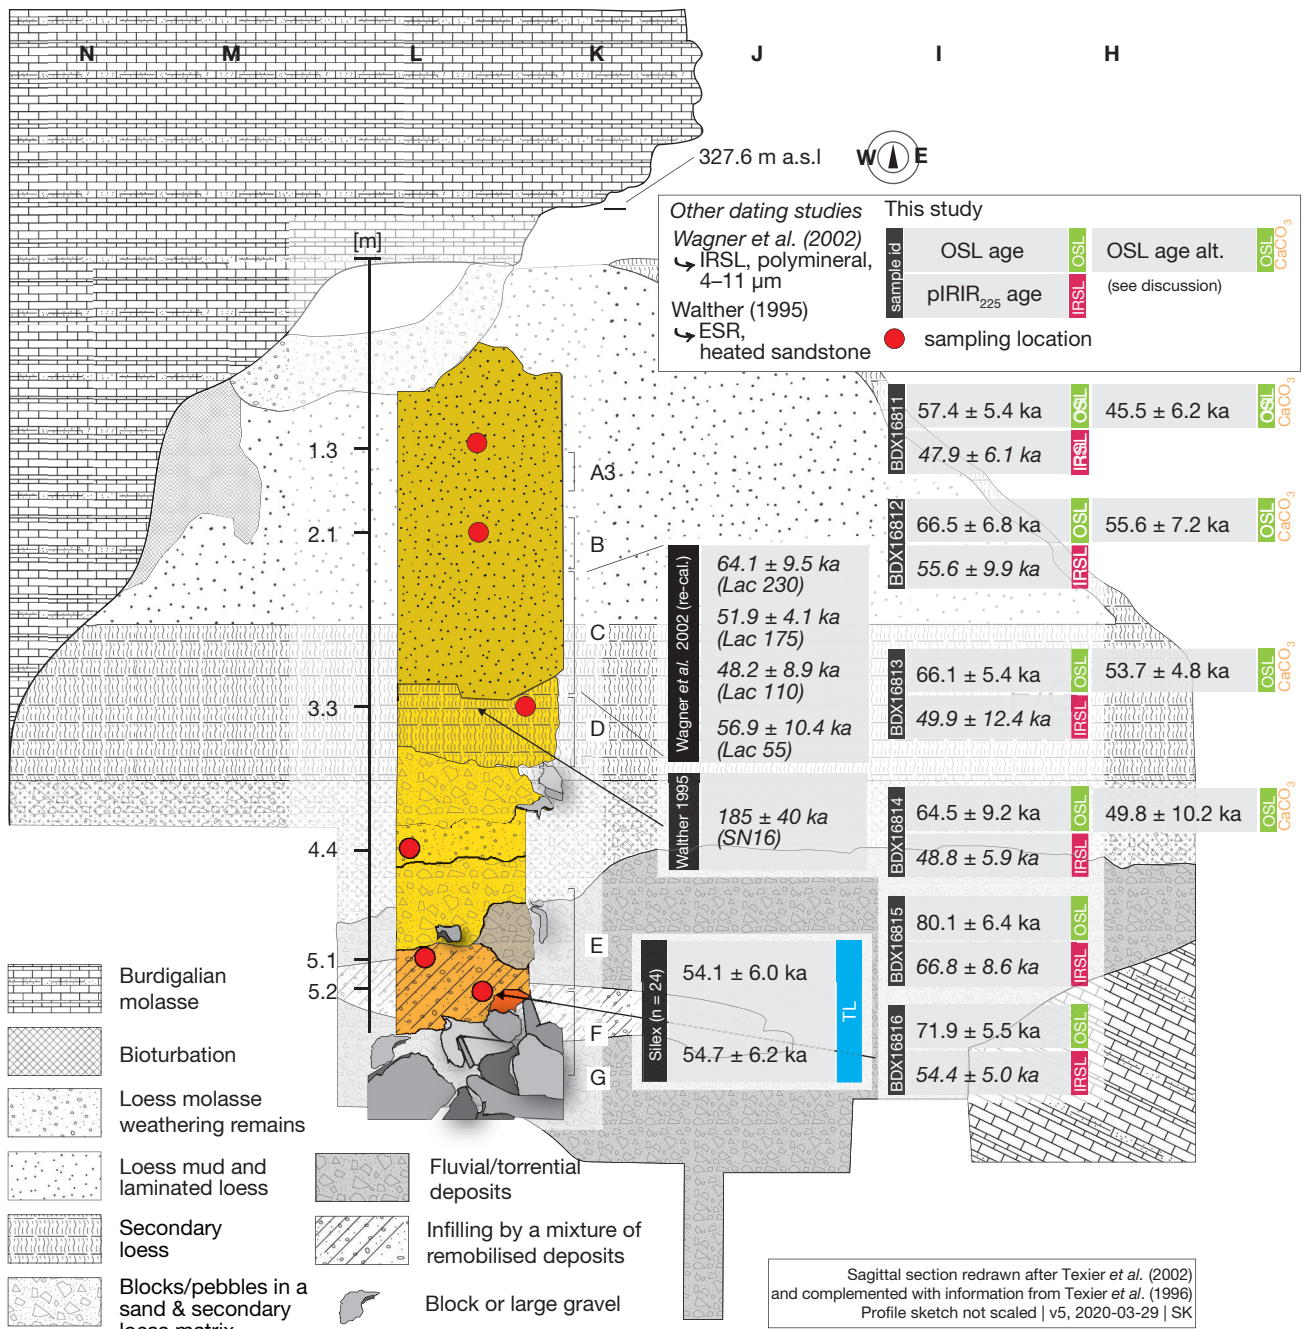 N M L K J I H
327.6 m a.s.l
W E
[m]
Other dating studies
Wagner et al. (2002)
IRSL, polymineral,
4–11 µm
Walther (1995)
ESR,
heated sandstone
This study
sample id
OSL age
OSL
pIRIR225 age
IRSL
OSL age alt.
OSL
CaCO3
(see discussion)
sampling location
1.3
2.1
3.3
4.4
5.1
5.2
A3
B
C
D
E
F
G
Wagner et al. 2002 (re-cal.)
64.1 ± 9.5 ka
(Lac 230)
51.9 ± 4.1 ka
(Lac 175)
48.2 ± 8.9 ka
(Lac 110)
56.9 ± 10.4 ka
(Lac 55)
Walther 1995
185 ± 40 ka
(SN16)
Silex (n = 24)
54.1 ± 6.0 ka
54.7 ± 6.2 ka
TL
BDX16811
57.4 ± 5.4 ka
OSL
45.5 ± 6.2 ka
OSL
CaCO3
47.9 ± 6.1 ka
IRSL
BDX16812
66.5 ± 6.8 ka
OSL
55.6 ± 7.2 ka
OSL
CaCO3
55.6 ± 9.9 ka
IRSL
BDX16813
66.1 ± 5.4 ka
OSL
53.7 ± 4.8 ka
OSL
CaCO3
49.9 ± 12.4 ka
IRSL
BDX16814
64.5 ± 9.2 ka
OSL
49.8 ± 10.2 ka
OSL
CaCO3
48.8 ± 5.9 ka
IRSL
BDX16815
80.1 ± 6.4 ka
OSL
66.8 ± 8.6 ka
IRSL
BDX16816
71.9 ± 5.5 ka
OSL
54.4 ± 5.0 ka
IRSL
Burdigalian
molasse
Bioturbation
Loess molasse
weathering remains
Loess mud and
laminated loess
Secondary
loess
Blocks/pebbles in a
sand & secondary
loess matrix
Fluvial/torrential
deposits
Infilling by a mixture of
remobilised deposits
Block or large gravel
Sagittal section redrawn after Texier et al. (2002)
and complemented with information from Texier et al. (1996)
Profile sketch not scaled | v5, 2020-03-29 | SK